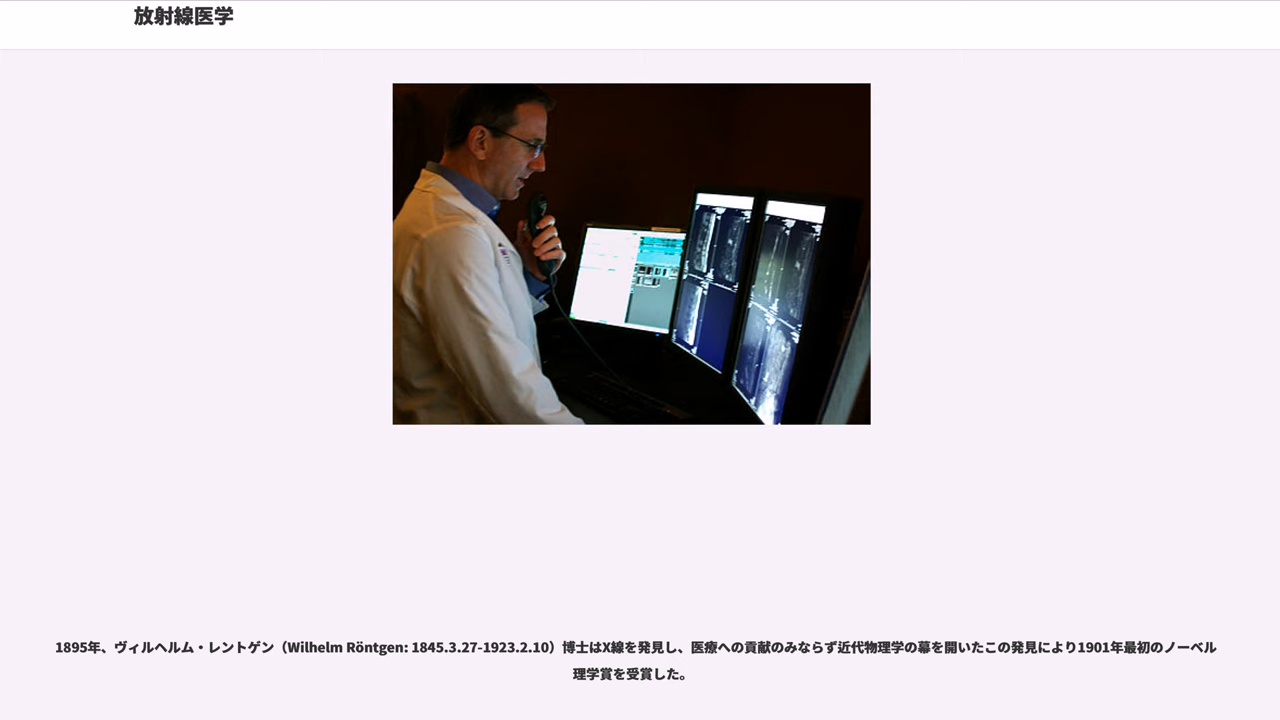 放射線医学
1895年、ヴィルヘルム・レントゲン（Wilhelm Röntgen: 1845.3.27-1923.2.10）博士はX線を発見し、医療への貢献のみならず近代物理学の幕を開いたこの発見により1901年最初のノーベル
理学賞を受賞した。